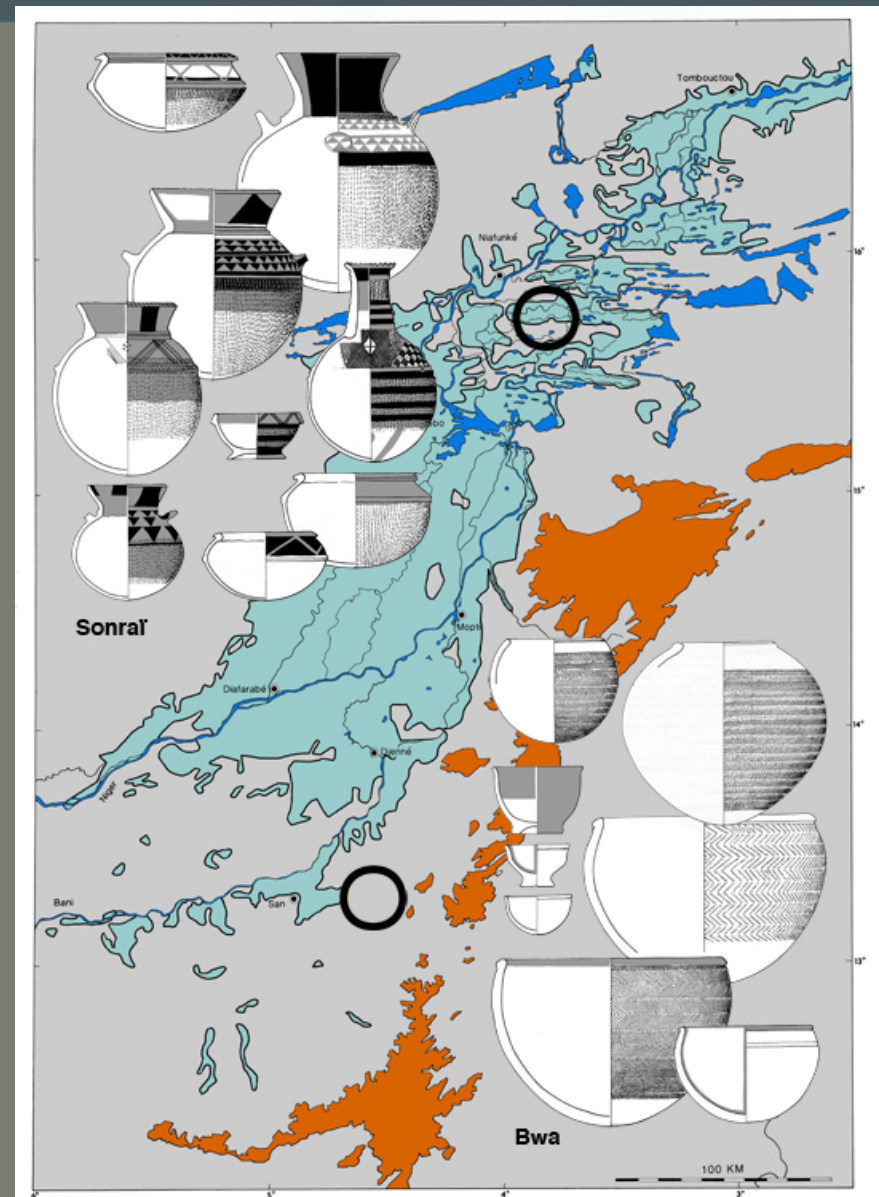 Tombouctou
Niafunké
16°
15°
Sonraï
Mopti
Diafarabé
14°
Djenné
Niger
Bani
San
13°
Bwa
100 KM
5°
4°
3°